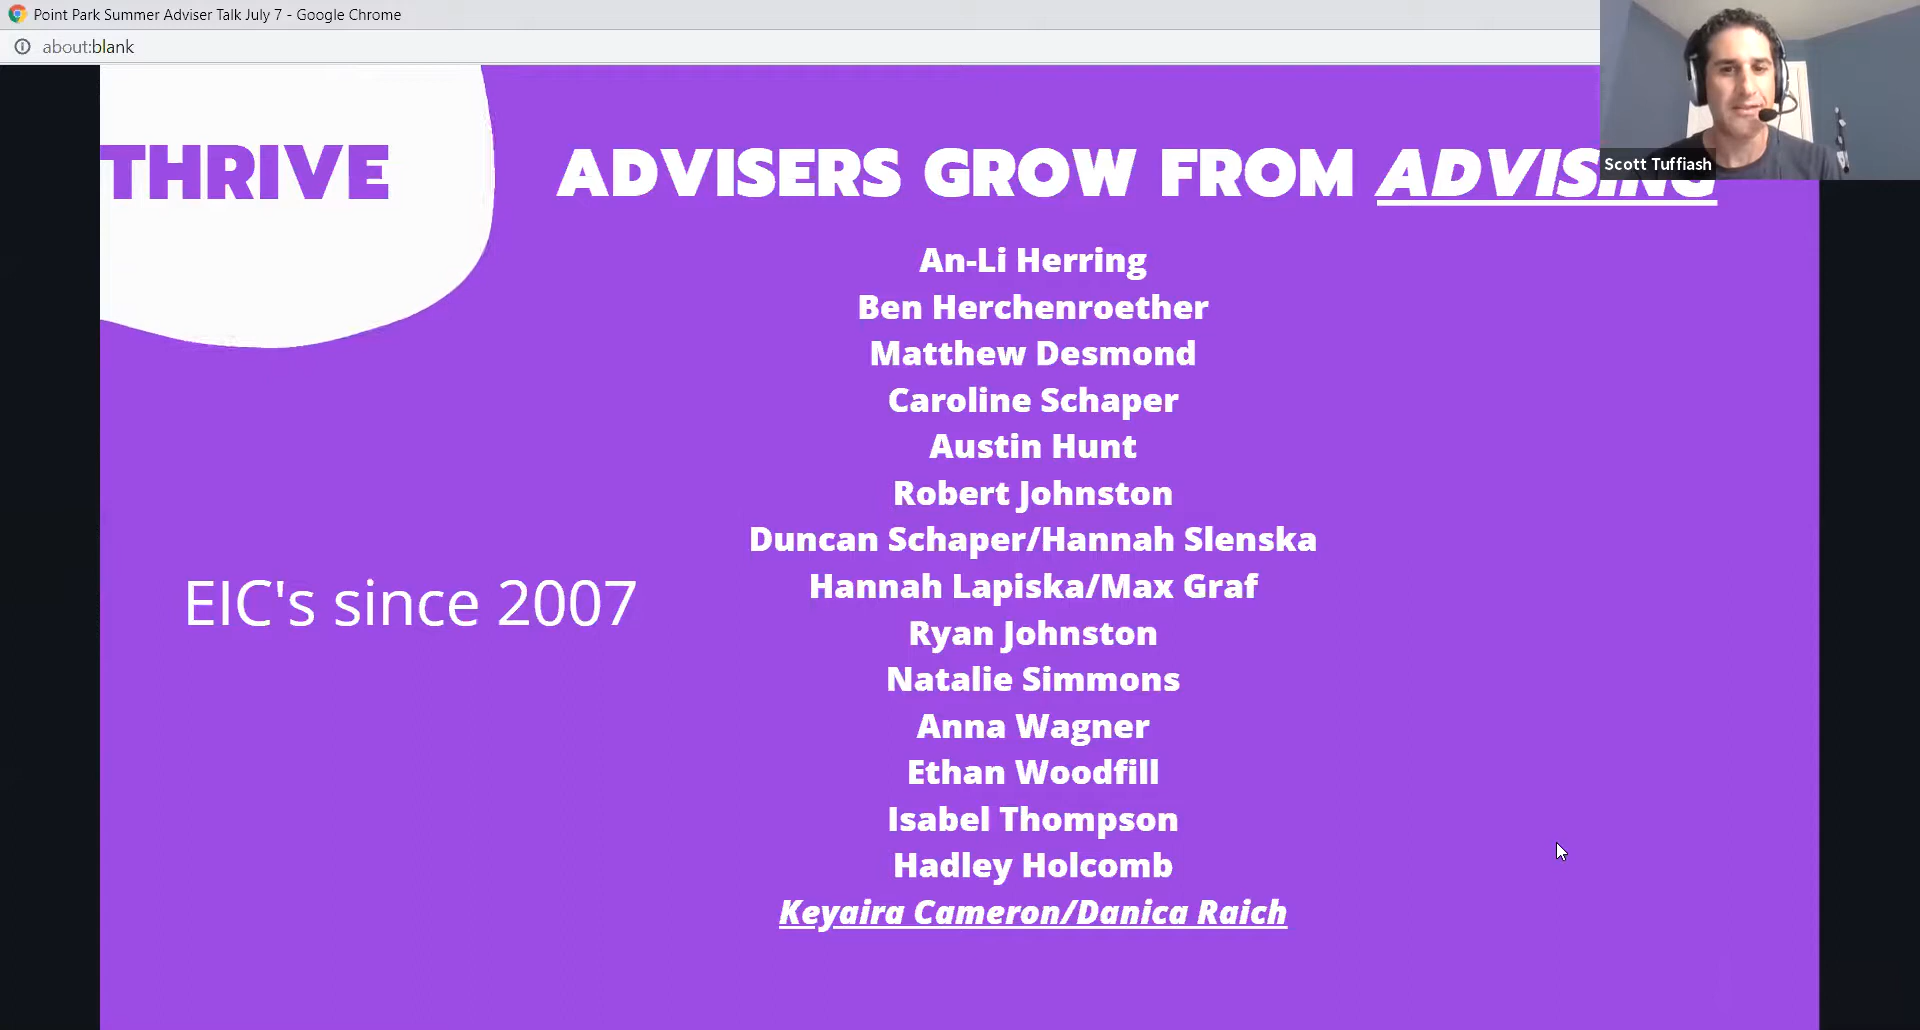 Point Park Summer Adviser Talk July 7 - Google Chrome
about:blank
Scott Tuffiash
THRIVE
ADVISERS GROW FROM ADVISING
An-Li Herring
Ben Herchenroether
Matthew Desmond
Caroline Schaper
Austin Hunt
Robert Johnston
Duncan Schaper/Hannah Slenska
Hannah Lapiska/Max Graf
EIC's since 2007
Ryan Johnston
Natalie Simmons
Anna Wagner
Ethan Woodfill
Isabel Thompson
Hadley Holcomb
Keyaira Cameron/Danica Raich